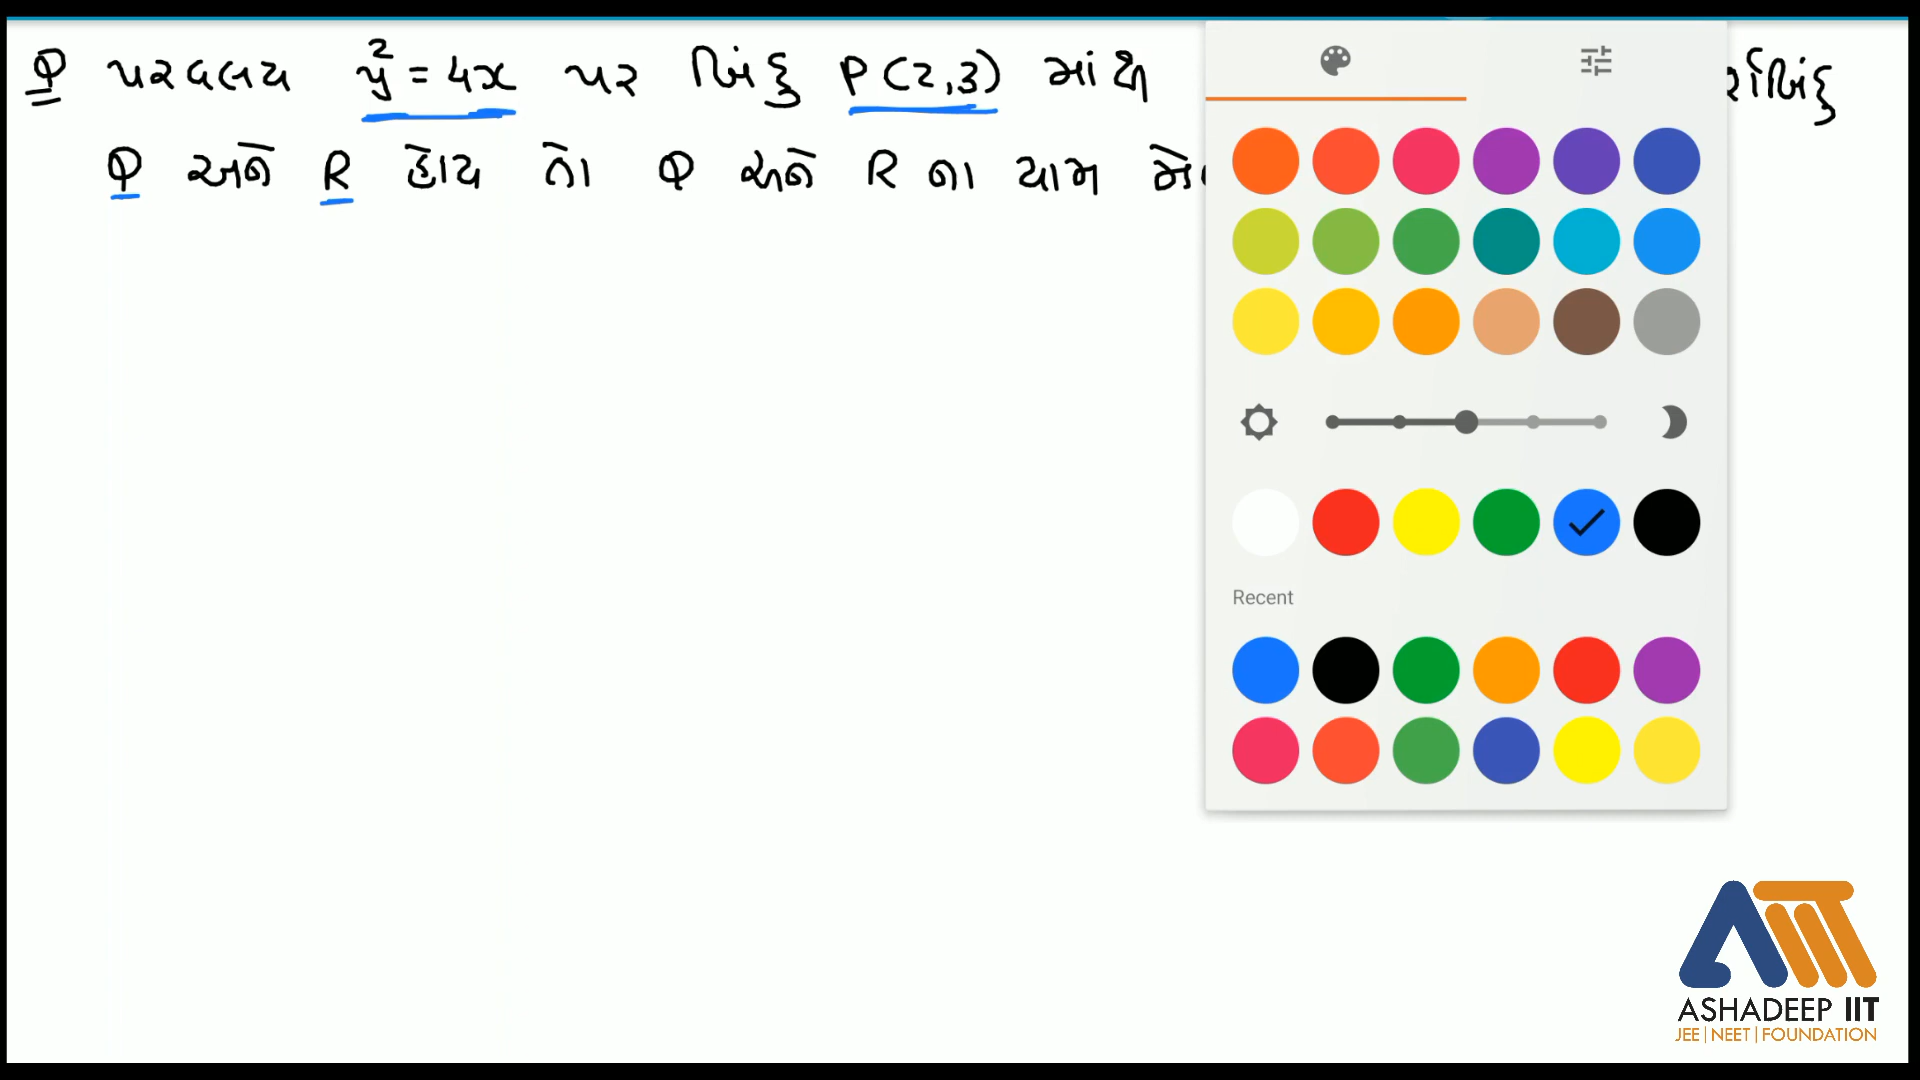 Q પરવલય y² = 4x પર બિંદુ P(2,3) માંથી
Q અને R હોય તો Q અને R ના યામ
Recent
ASHADEEP IIT
JEE | NEET | FOUNDATION